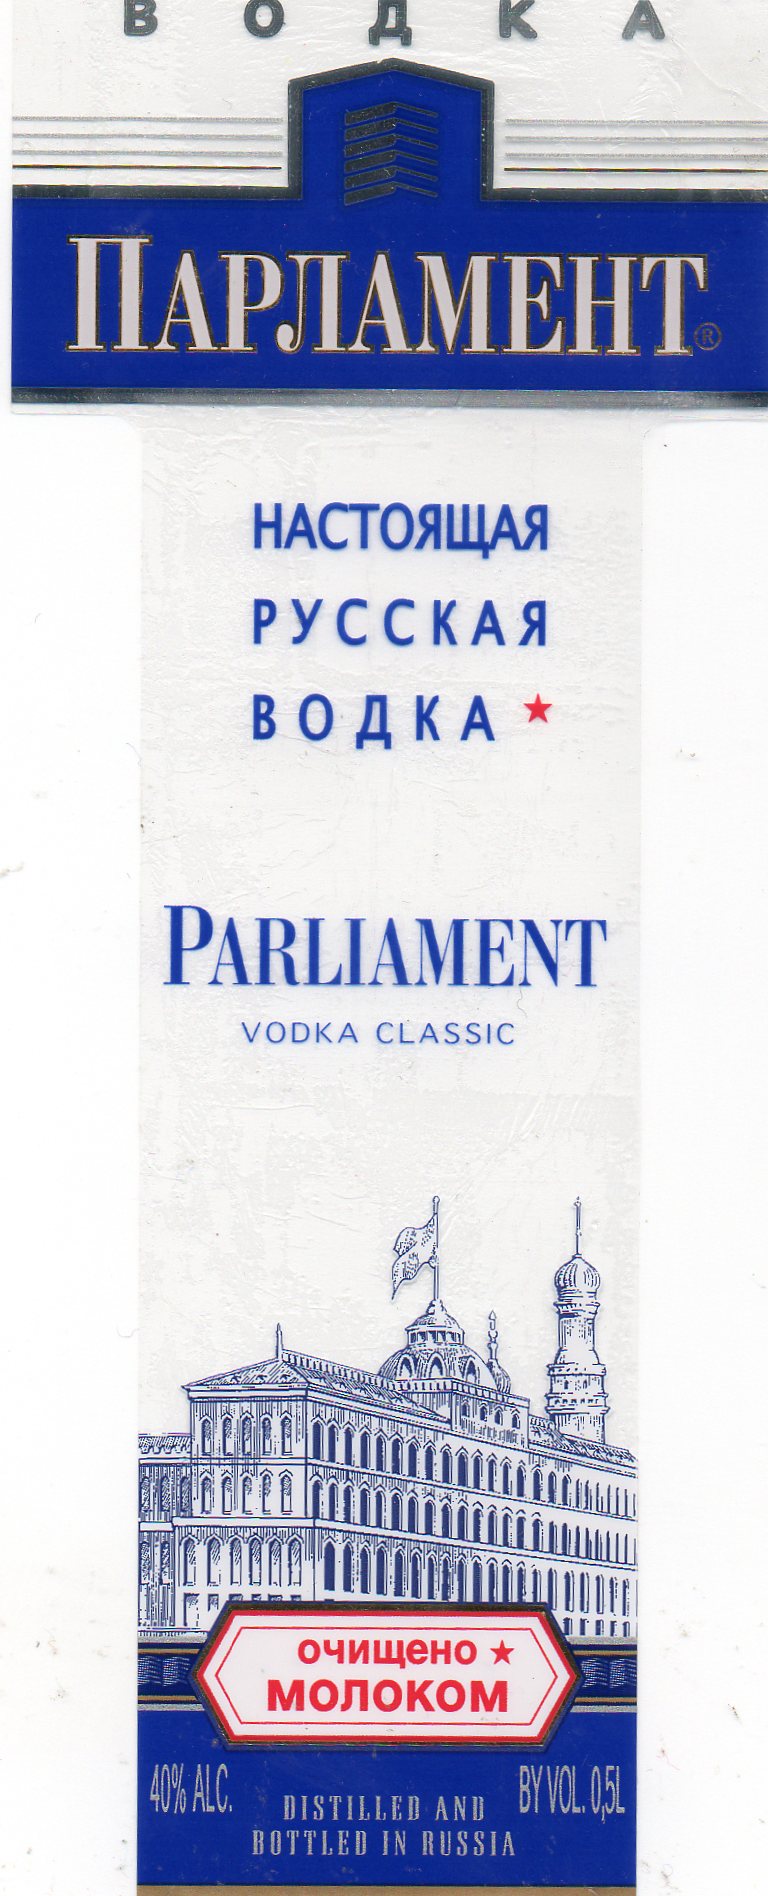 ВОДКА
ПАРЛАМЕНТ®
НАСТОЯЩАЯ
РУССКАЯ
ВОДКА★
PARLIAMENT
VODKA CLASSIC
очищено★
МОЛОКОМ
40% ALC. BY VOL. 0,5L
DISTILLED AND
BOTTLED IN RUSSIA